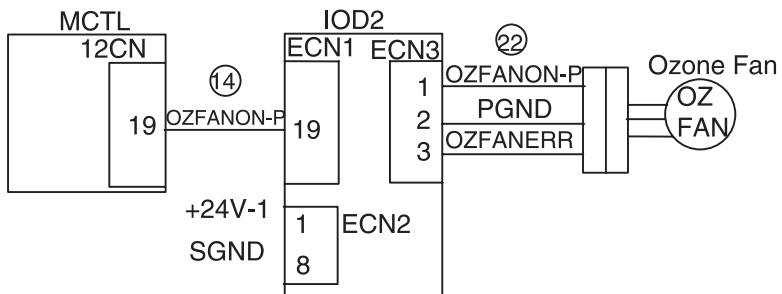 MCTL
IOD2
12CN
ECN1
ECN3
22
14
OZFANON-P
Ozone Fan
19
OZFANON-P
19
1
2
3
PGND
OZFANERR
OZ
FAN
+24V-1
SGND
1
8
ECN2